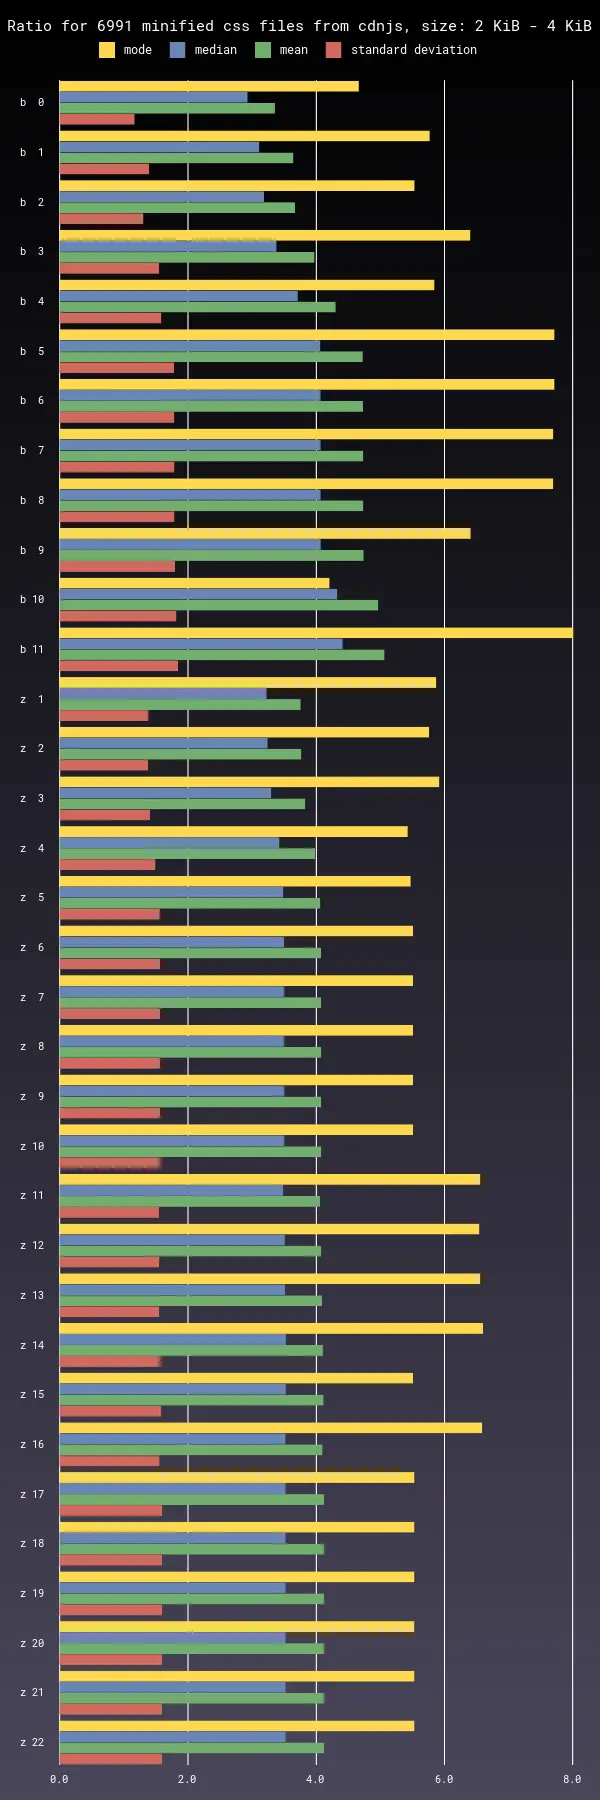 Ratio for 6991 minified css files from cdnjs, size: 2 KiB - 4 KiB
mode median mean standard deviation
b 0
b 1
b 2
b 3
b 4
b 5
b 6
b 7
b 8
b 9
b 10
b 11
z 1
z 2
z 3
z 4
z 5
z 6
z 7
z 8
z 9
z 10
z 11
z 12
z 13
z 14
z 15
z 16
z 17
z 18
z 19
z 20
z 21
z 22
0.0 2.0 4.0 6.0 8.0